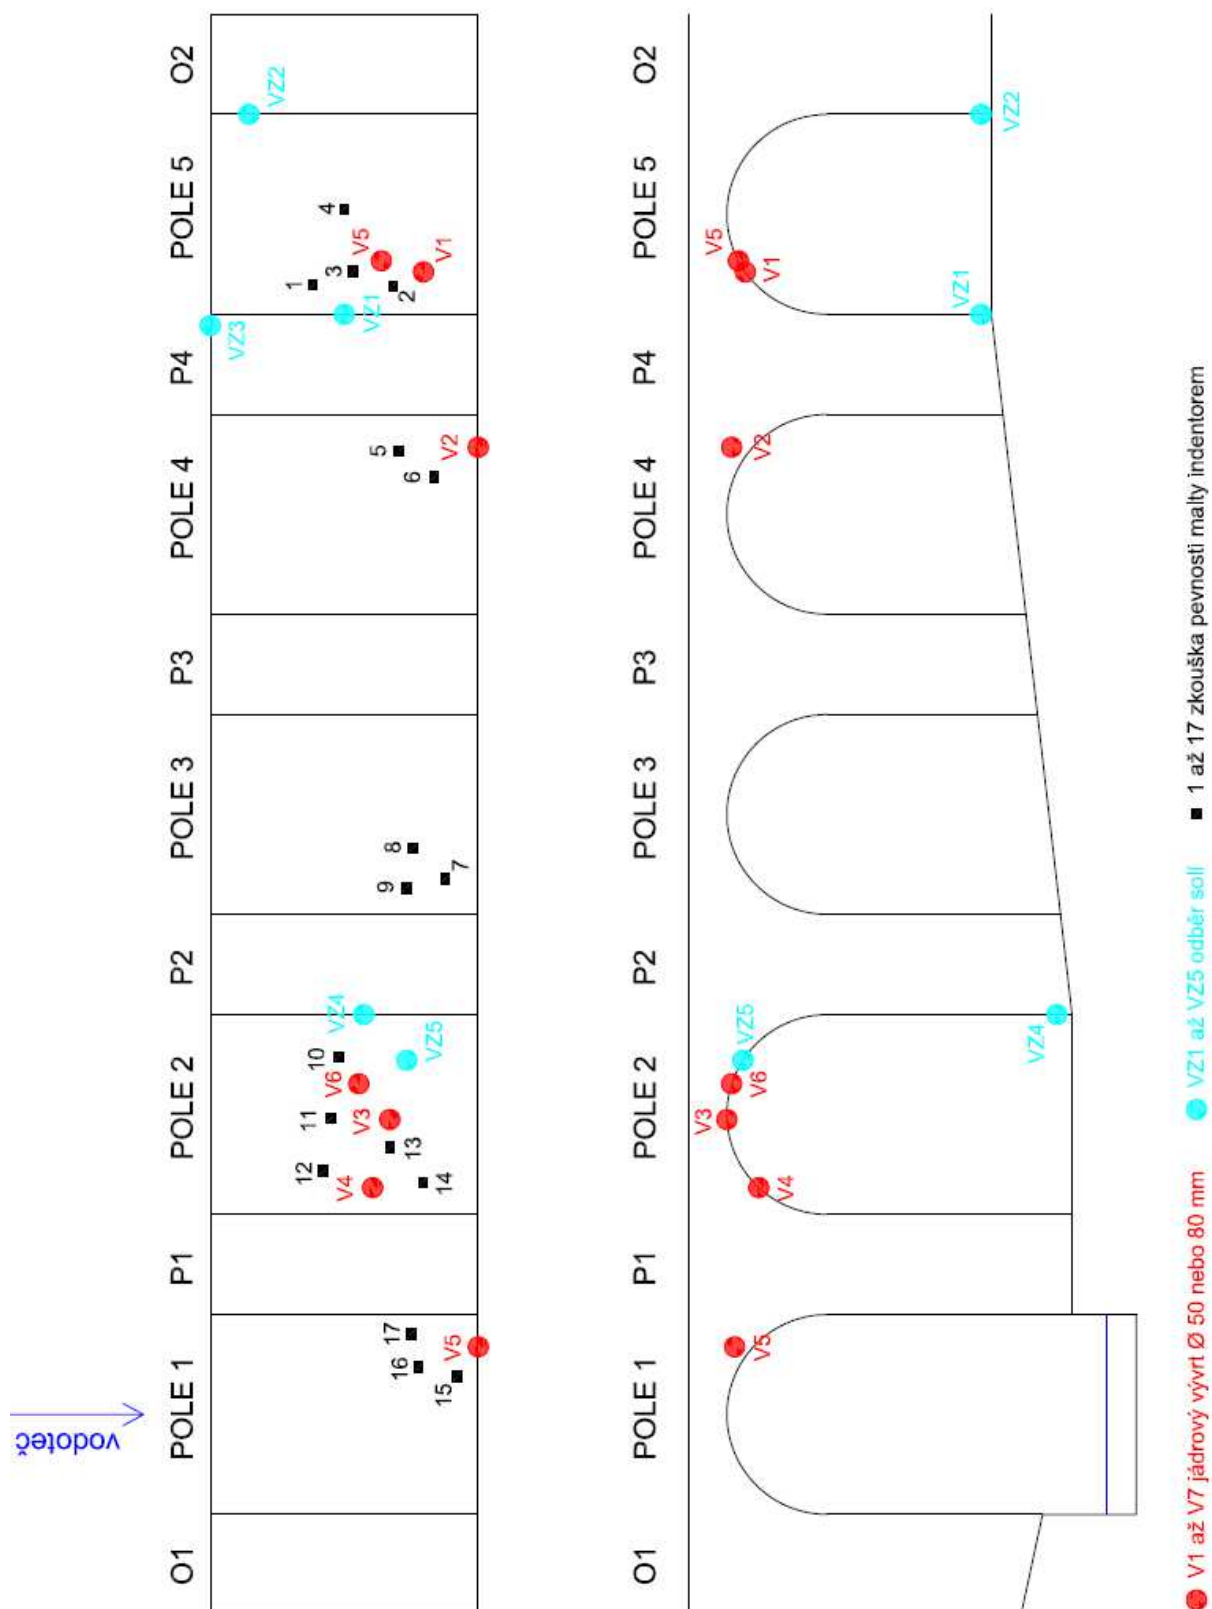 vodoteč
O1 POLE 1 P1 POLE 2 P2 POLE 3 P3 POLE 4 P4 POLE 5 O2
VZ3
VZ2
1
3
4
VZ1
2
V5
V1
5
6
V2
9
8
7
12
11
10
VZ4
V6
V4
V3
VZ5
13
14
16
17
15
V5
O1 POLE 1 P1 POLE 2 P2 POLE 3 P3 POLE 4 P4 POLE 5 O2
V5
V4
V3
V6
VZ5
VZ4
V2
V5
V1
VZ1
VZ2
V1 až V7 jádrový vývrt Ø 50 nebo 80 mm
VZ1 až VZ5 odběr solí
1 až 17 zkouška pevnosti malty indentorem